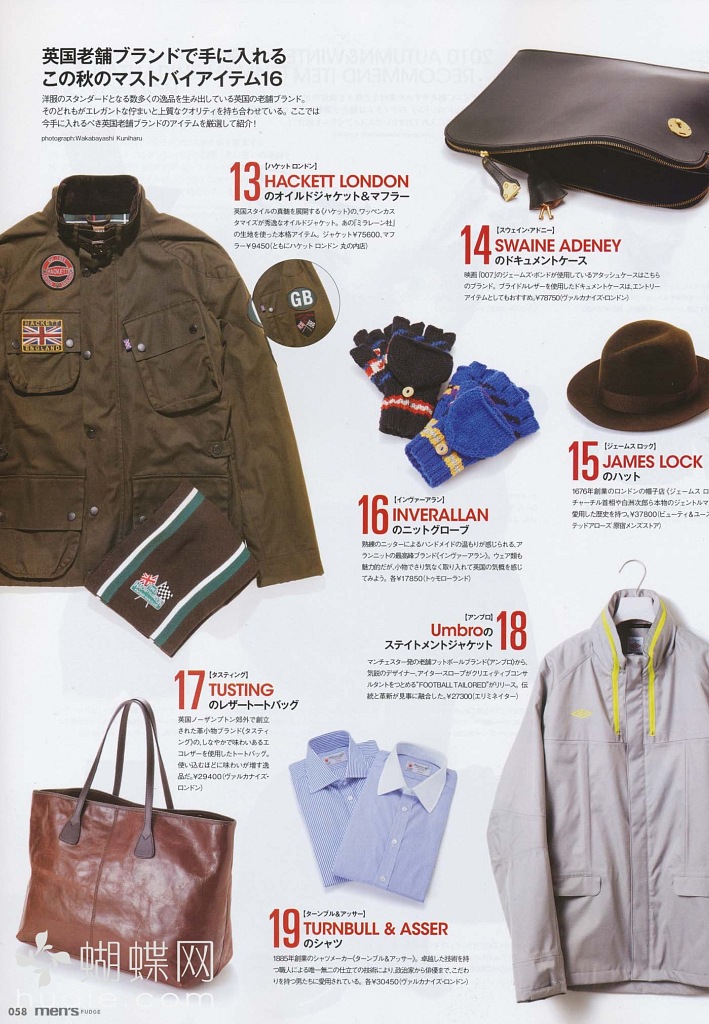 英国老舗ブランドで手に入れる
この秋のマストバイアイテム16
洋服のスタンダードとなる数多くの逸品を生み出している英国の老舗ブランド。
そのどれもがエレガントな佇まいと上質なクオリティを持ち合わせている。ここでは
今手に入れるべき英国老舗ブランドのアイテムを厳選して紹介！
photograph:Wakabayashi Kuniharu
13
【ハケット ロンドン】
HACKETT LONDON
のオイルドジャケット&マフラー
英国スタイルの真髄を展開する《ハケット》の、ワッペンカス
タマイズが秀逸なオイルドジャケット。あの「ミラレーン社」
の生地を使った本格アイテム。ジャケット¥75600、マフ
ラー¥9450（ともにハケット ロンドン 丸の内店）
HACKETT
ENGLAND
GB
14
【スウェイン・アドニー】
SWAINE ADENEY
のドキュメントケース
映画「007」のジェームズ・ボンドが使用しているアタッシュケースはこちら
のブランド。ブライドルレザーを使用したドキュメントケースは、エントリー
アイテムとしてもおすすめ。¥78750（ヴァルカナイズ・ロンドン）
15
【ジェームス ロック】
JAMES LOCK
のハット
1676年創業のロンドンの帽子店《ジェームス ロ
チャーチル首相や白洲次郎ら本物のジェントルマ
愛用した歴史を持つ。¥37800（ビューティ&ユース
テッドアローズ 原宿メンズストア）
16
【インヴァーアラン】
INVERALLAN
のニットグローブ
熟練のニッターによるハンドメイドの温もりが感じられる、ア
ランニットの最高峰ブランド《インヴァーアラン》。ウェア類も
魅力的だが、小物でさり気なく取り入れて英国の気概を感じ
てみよう。各¥17850（トゥモローランド）
【アンブロ】
Umbroの
ステイトメントジャケット
18
マンチェスター発の老舗フットボールブランド《アンブロ》から、
気鋭のデザイナー、アイター・スロープがクリエイティブコンサ
ルタントをつとめる“FOOTBALL TAILORED”がリリース。伝
統と革新が見事に融合した。¥27300（エリミネイター）
17
【タスティング】
TUSTING
のレザートートバッグ
英国ノーザンプトン郊外で創立
された革小物ブランド《タスティ
ング》の、しなやかで味わいあるエ
コレザーを使用したトートバッグ。
使い込むほどに味わいが増す逸
品だ。¥29400（ヴァルカナイズ・
ロンドン）
19
【ターンブル&アッサー】
TURNBULL & ASSER
のシャツ
1885年創業のシャツメーカー《ターンブル&アッサー》。卓越した技術を持
つ職人による唯一無二の仕立ての技術により、政治家から俳優まで、こだわ
りを持つ男たちに愛用されている。各¥30450（ヴァルカナイズ・ロンドン）
蝴蝶网
058 men's FUDGE